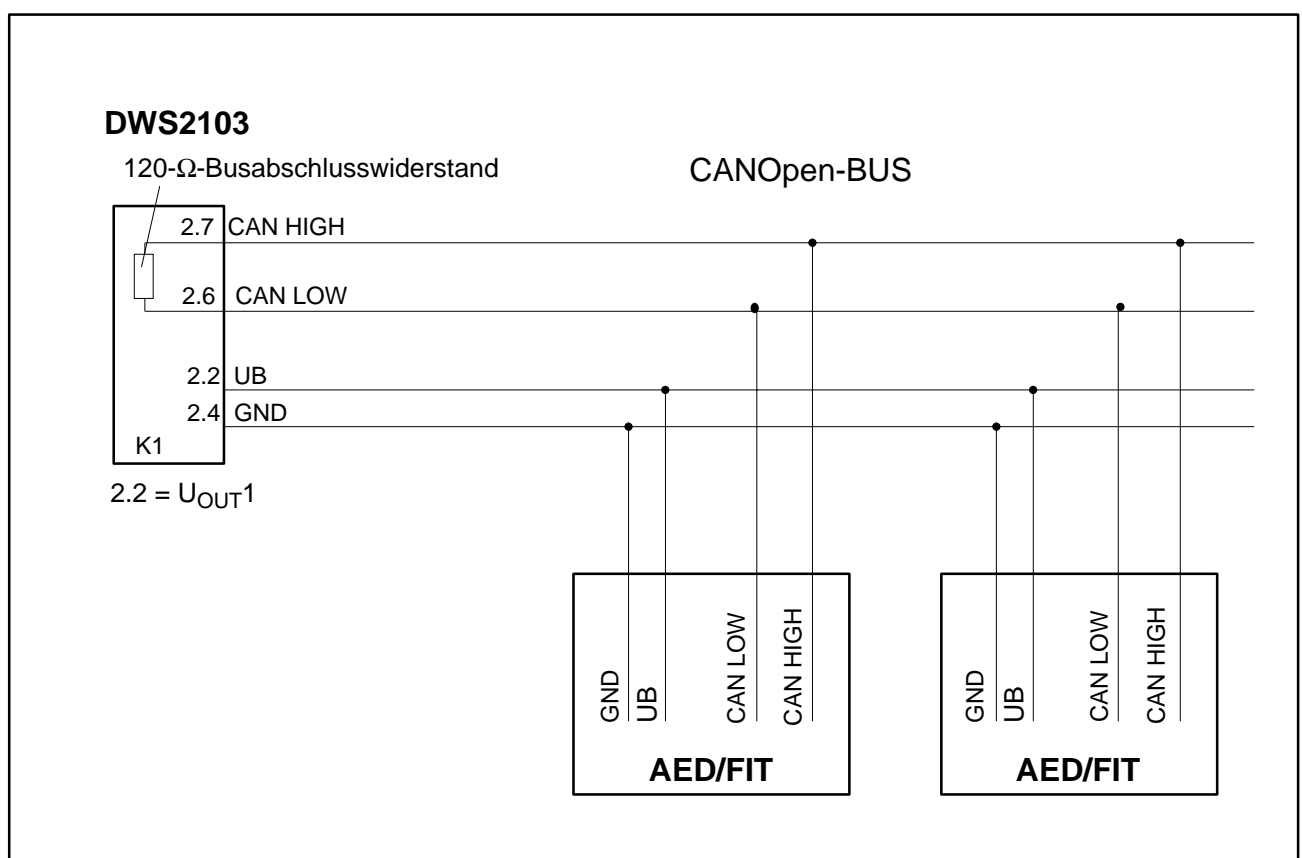 DWS2103
120-Ω-Busabschlusswiderstand
CANOpen-BUS
2.7 CAN HIGH
2.6 CAN LOW
2.2 UB
2.4 GND
K1
2.2 = UOUT1
GND
UB
CAN LOW
CAN HIGH
AED/FIT
GND
UB
CAN LOW
CAN HIGH
AED/FIT